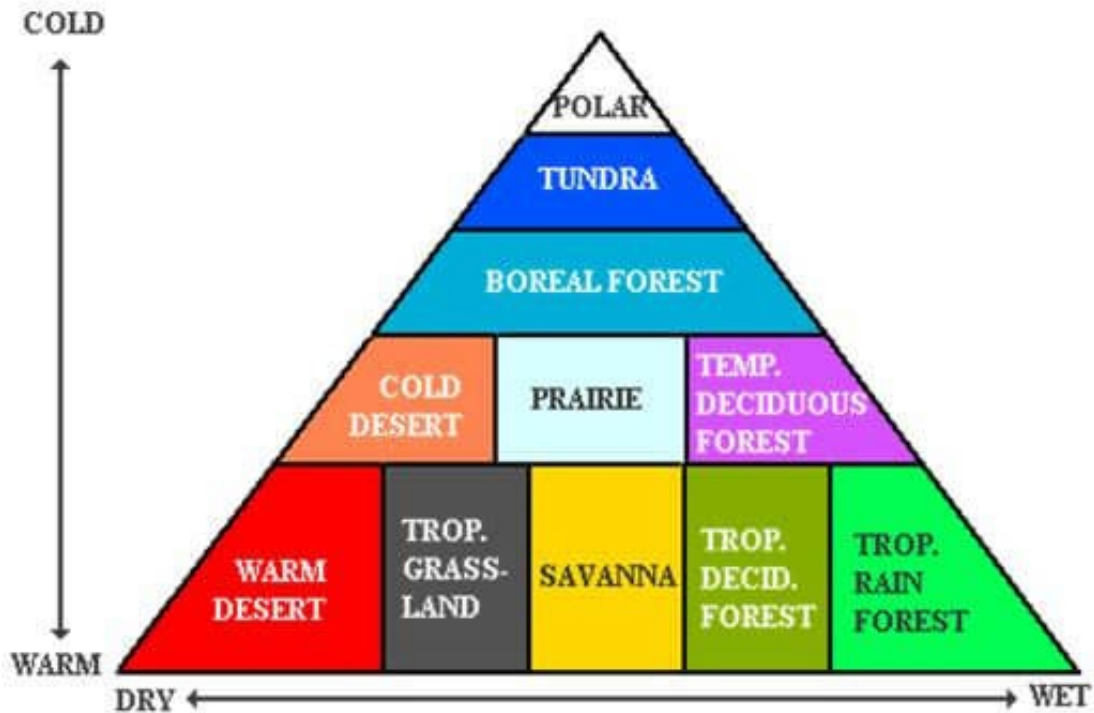 COLD
POLAR
TUNDRA
BOREAL FOREST
COLD
DESERT
PRAIRIE
TEMP.
DECIDUOUS
FOREST
WARM
DESERT
TROP.
GRASS-
LAND
SAVANNA
TROP.
DECID.
FOREST
TROP.
RAIN
FOREST
WARM
DRY
WET